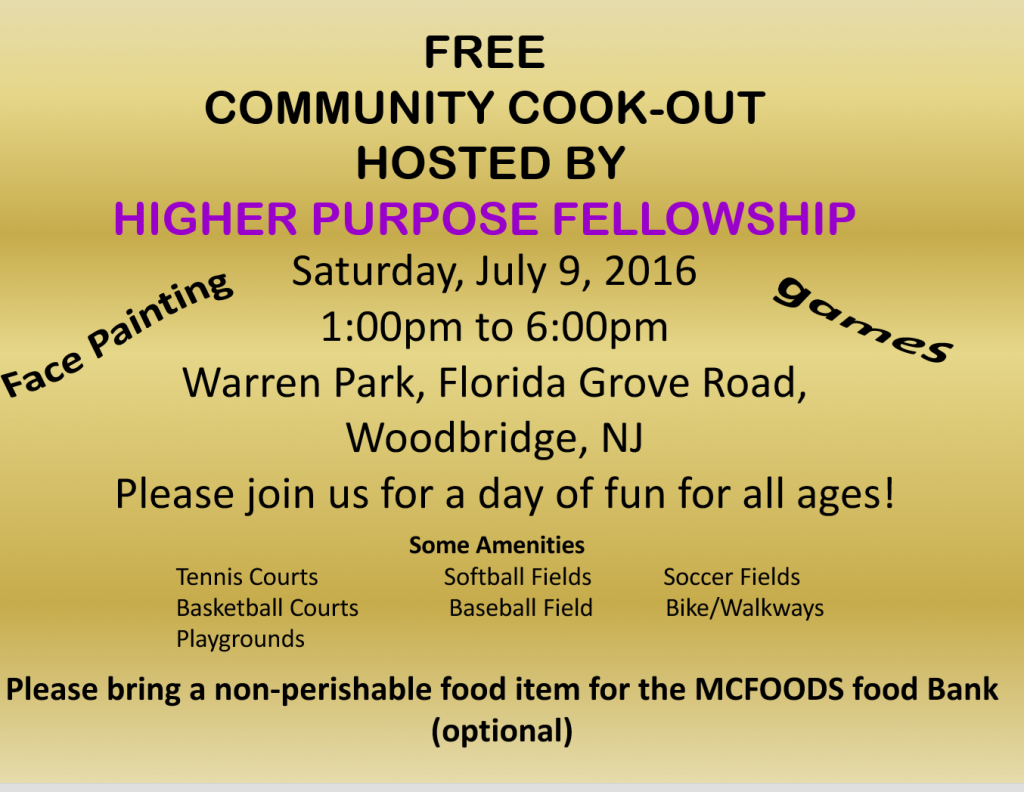 FREE
COMMUNITY COOK-OUT
HOSTED BY
HIGHER PURPOSE FELLOWSHIP
Saturday, July 9, 2016
Face Painting
games
1:00pm to 6:00pm
Warren Park, Florida Grove Road,
Woodbridge, NJ
Please join us for a day of fun for all ages!
Some Amenities
Tennis Courts Softball Fields Soccer Fields
Basketball Courts Baseball Field Bike/Walkways
Playgrounds
Please bring a non-perishable food item for the MCFOODS food Bank
(optional)